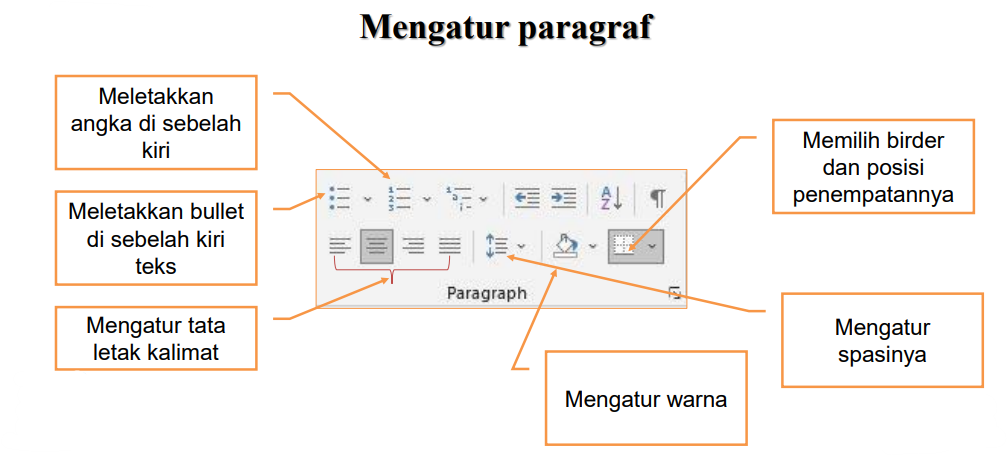 Mengatur paragraf
Meletakkan
angka di sebelah
kiri
Meletakkan bullet
di sebelah kiri
teks
Mengatur tata
letak kalimat
Memilih birder
dan posisi
penempatannya
Paragraph
Mengatur
spasinya
Mengatur warna